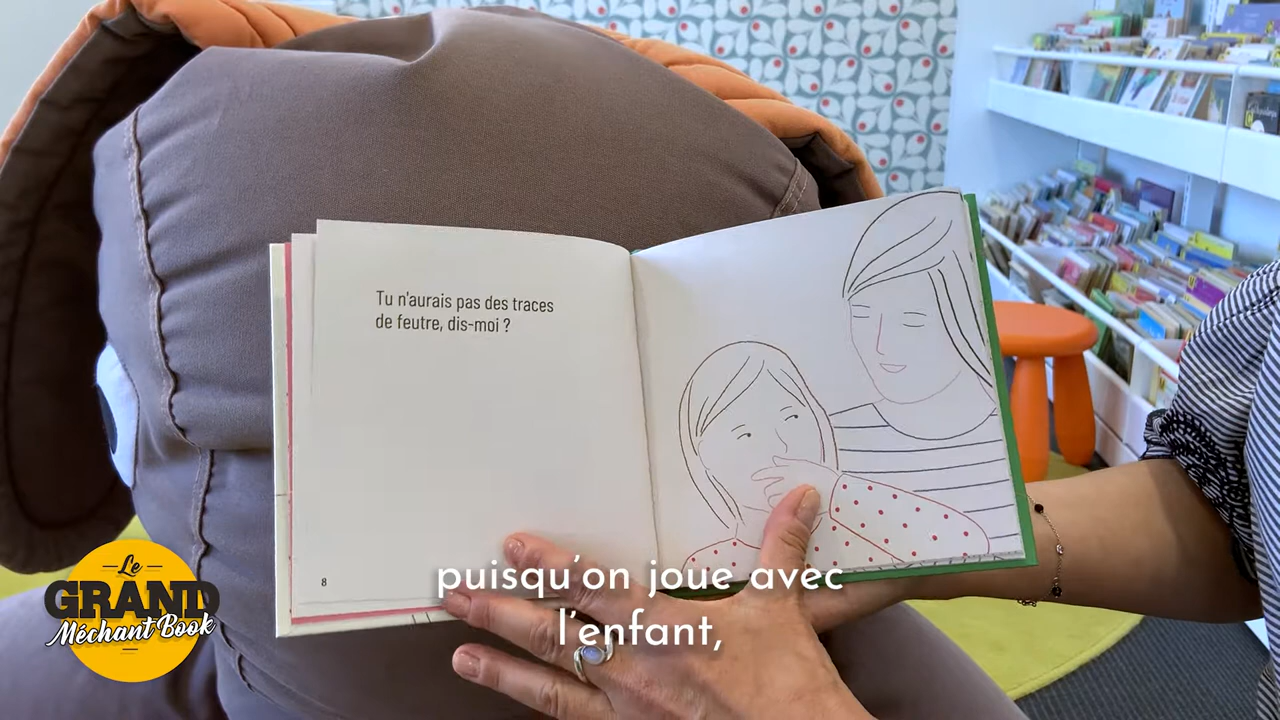 Tu n'aurais pas des traces
de feutre, dis-moi ?
8
puisqu'on joue avec
l'enfant,
Le
GRAND
Méchant Book